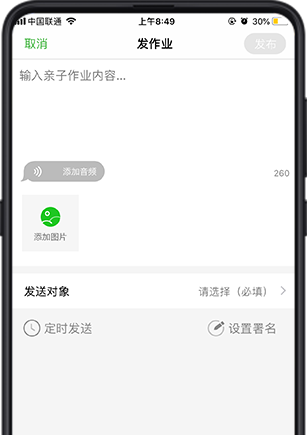 中国联通 上午8:49 30%
取消 发作业 发布
输入亲子作业内容...
添加音频 260
添加图片
发送对象 请选择（必填）
定时发送 设置署名